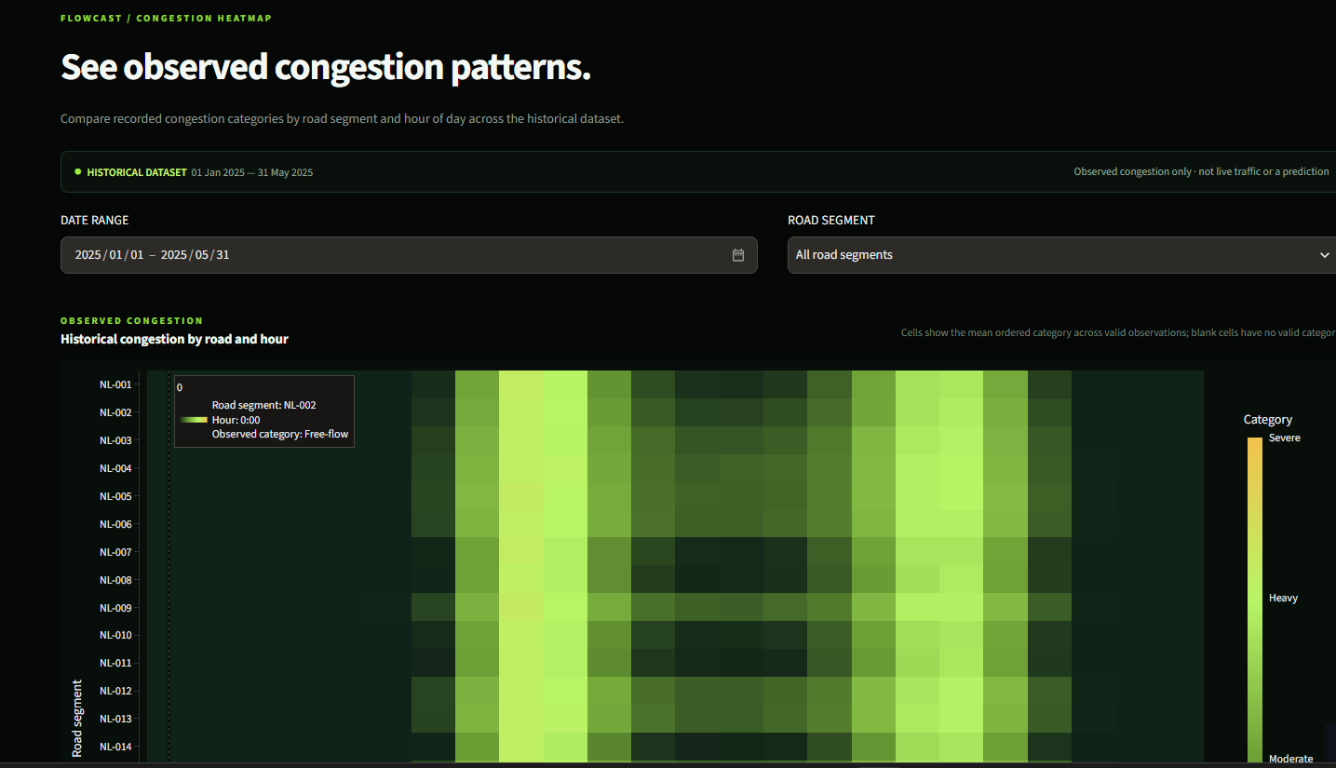 FLOWCAST / CONGESTION HEATMAP
See observed congestion patterns.
Compare recorded congestion categories by road segment and hour of day across the historical dataset.
HISTORICAL DATASET 01 Jan 2025 — 31 May 2025
Observed congestion only · not live traffic or a prediction
DATE RANGE
2025/01/01 – 2025/05/31
ROAD SEGMENT
All road segments
OBSERVED CONGESTION
Historical congestion by road and hour
Cells show the mean ordered category across valid observations; blank cells have no valid categor
NL-001
NL-002
NL-003
NL-004
NL-005
NL-006
NL-007
NL-008
NL-009
NL-010
NL-011
NL-012
NL-013
NL-014
Road segment
0
Road segment: NL-002
Hour: 0:00
Observed category: Free-flow
Category
Severe
Heavy
Moderate